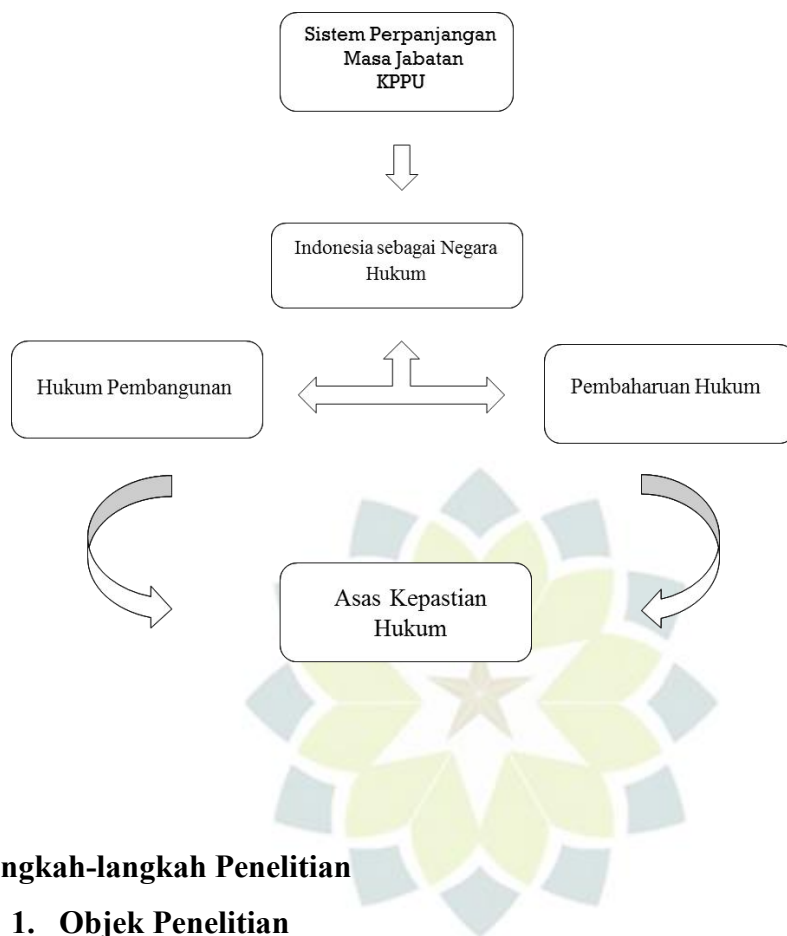 Sistem Perpanjangan
Masa Jabatan
KPPU
Indonesia sebagai Negara
Hukum
Hukum Pembangunan
Pembaharuan Hukum
Asas Kepastian
Hukum
ngkah-langkah Penelitian
1. Objek Penelitian